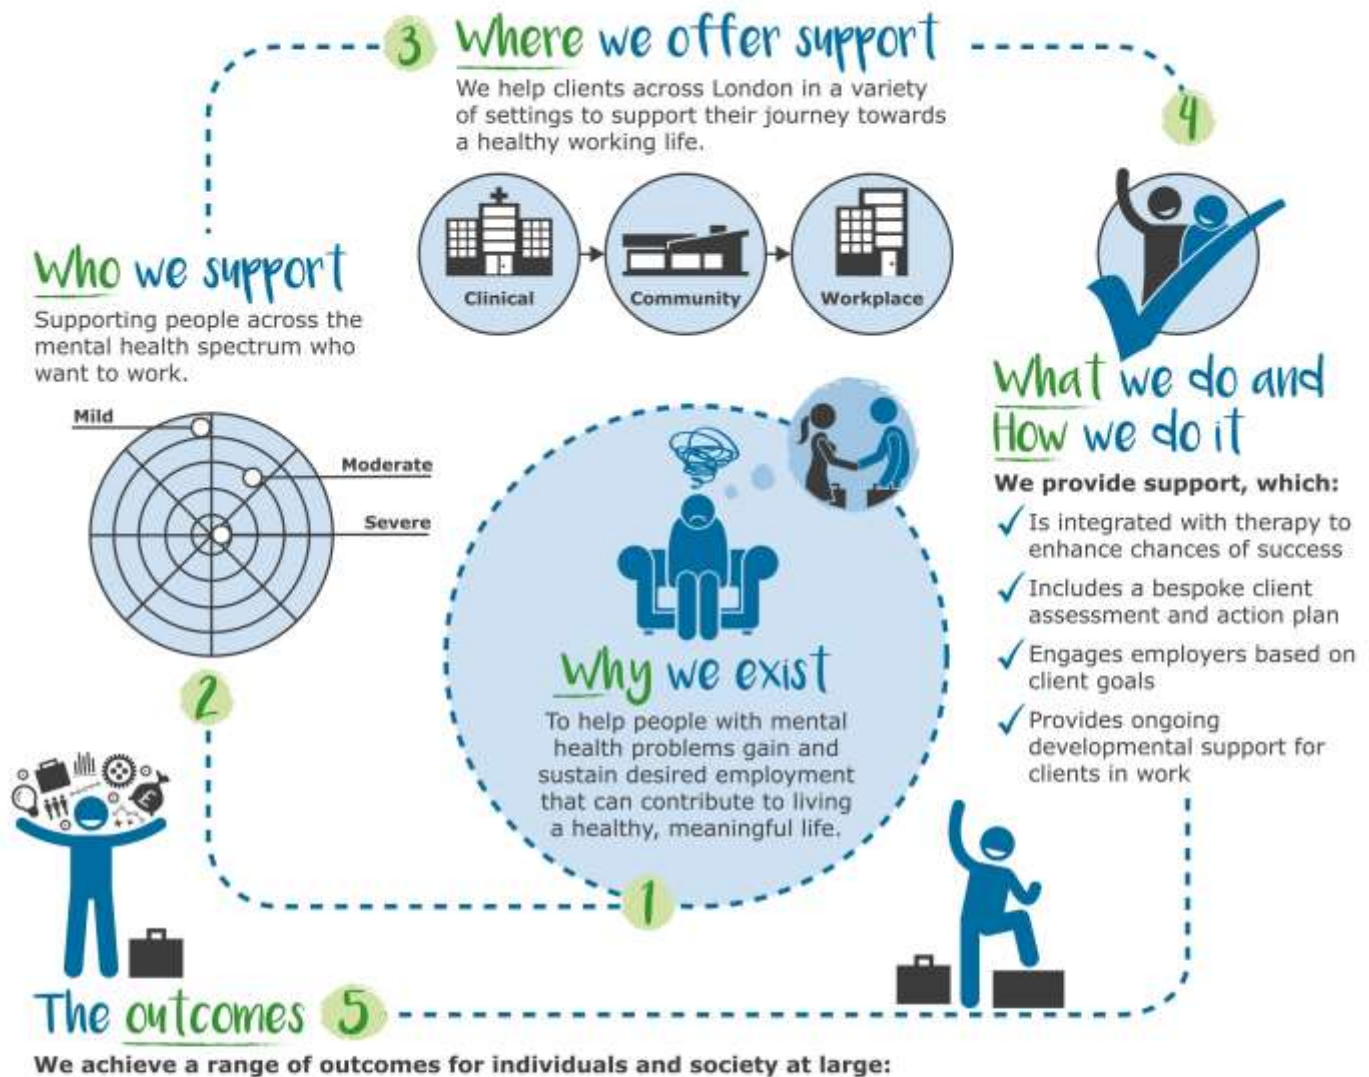 3
Where we offer support
We help clients across London in a variety
of settings to support their journey towards
a healthy working life.
Clinical
Community
Workplace
4
Who we support
Supporting people across the
mental health spectrum who
want to work.
Mild
Moderate
Severe
2
What we do and
How we do it
We provide support, which:
Is integrated with therapy to
enhance chances of success
Includes a bespoke client
assessment and action plan
Engages employers based on
client goals
Provides ongoing
developmental support for
clients in work
Why we exist
To help people with mental
health problems gain and
sustain desired employment
that can contribute to living
a healthy, meaningful life.
1
£
The outcomes 5
We achieve a range of outcomes for individuals and society at large: